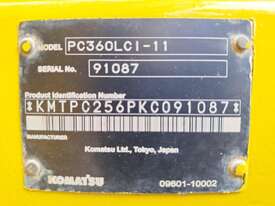 MODEL PC360LCI-11
SERIAL No. 91087
Product Identification Number
*KMTPC256PKC091087*
MANUFACTURER
Komatsu Ltd., Tokyo, Japan
KOMATSU
09601-10002